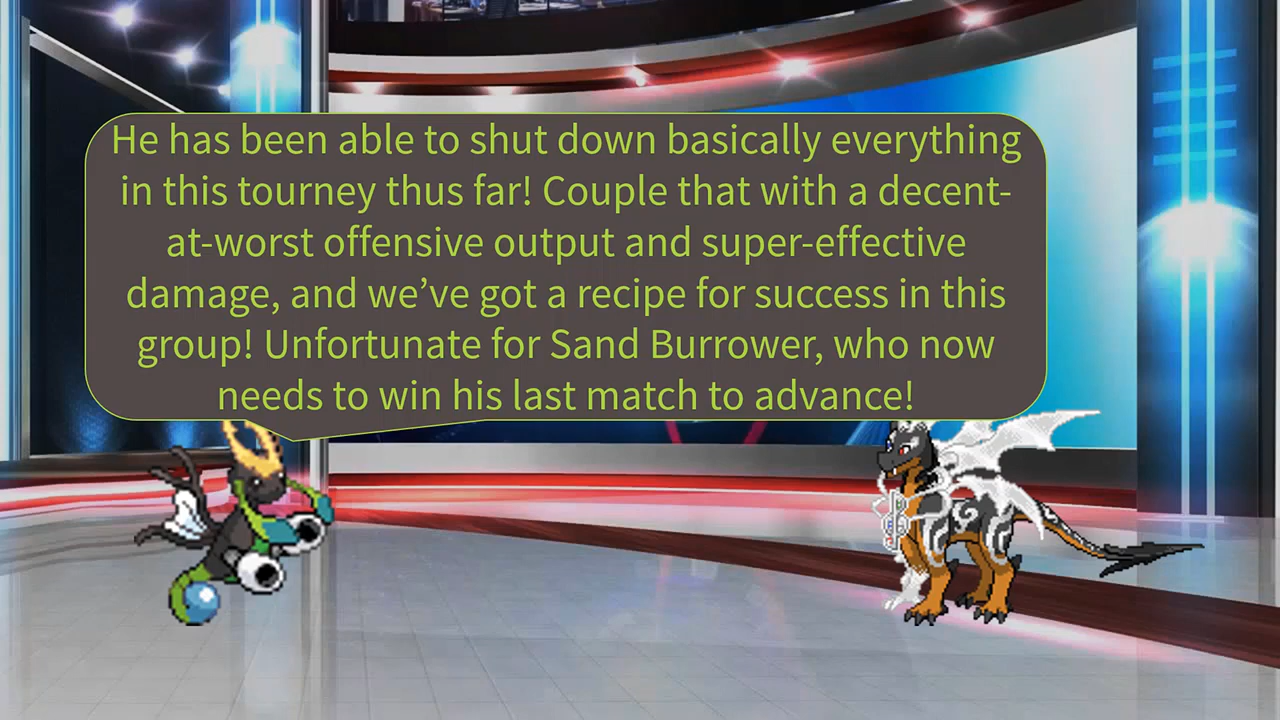 He has been able to shut down basically everything
in this tourney thus far! Couple that with a decent-
at-worst offensive output and super-effective
damage, and we’ve got a recipe for success in this
group! Unfortunate for Sand Burrower, who now
needs to win his last match to advance!